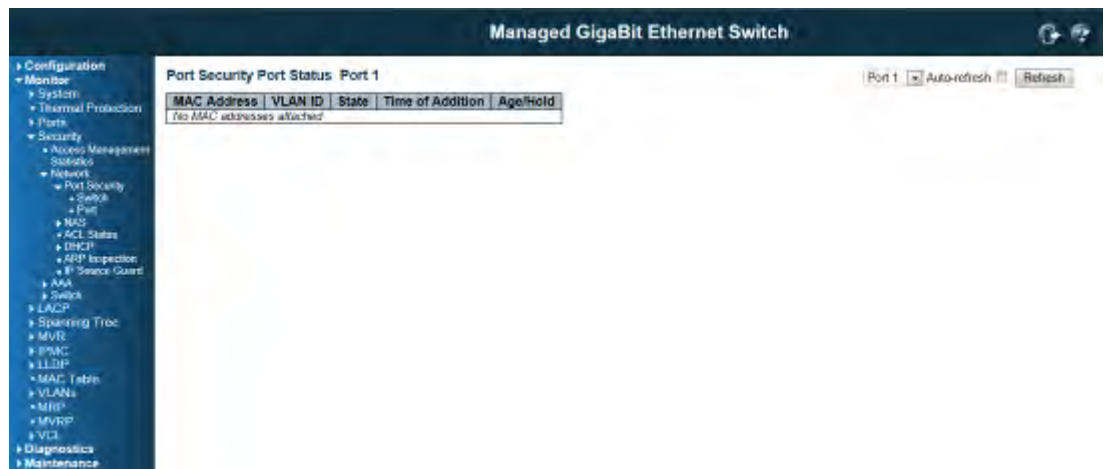 Managed GigaBit Ethernet Switch
Configuration
Monitor
System
Thermal Protection
Ports
Security
Access Management
Statistics
Network
Port Security
Switch
Port
NAS
ACL Status
DHCP
ARP Inspection
IP Source Guard
AAA
Switch
LACP
Spanning Tree
MVR
IPMC
LLDP
MAC Table
VLANs
MRP
MVRP
VCL
Diagnostics
Maintenance
Port Security Port Status Port 1
Port 1 Auto-refresh Refresh
MAC Address VLAN ID State Time of Addition Age/Hold
No MAC addresses attached